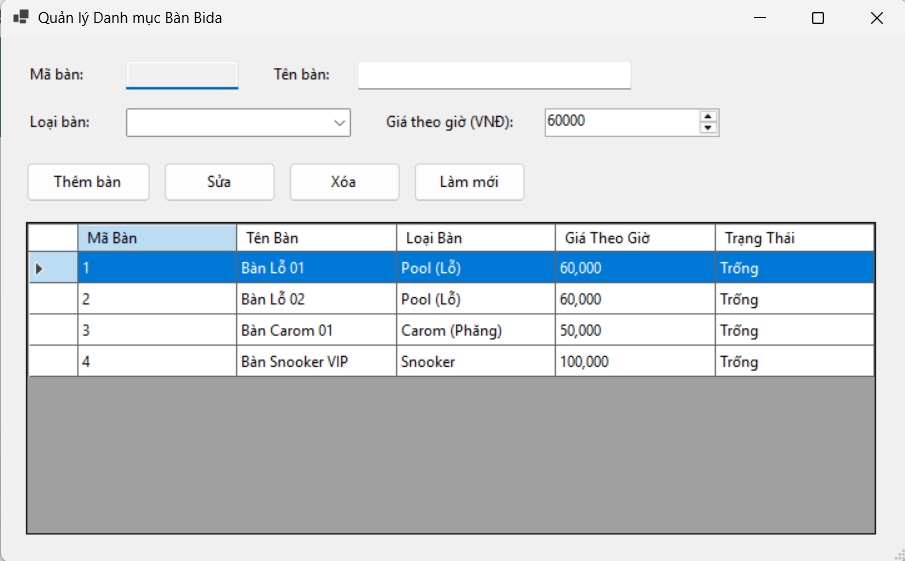 Quản lý Danh mục Bàn Bida
Mã bàn: Tên bàn:
Loại bàn: Giá theo giờ (VNĐ): 60000
Thêm bàn Sửa Xóa Làm mới
Mã Bàn Tên Bàn Loại Bàn Giá Theo Giờ Trạng Thái
1 Bàn Lỗ 01 Pool (Lỗ) 60,000 Trống
2 Bàn Lỗ 02 Pool (Lỗ) 60,000 Trống
3 Bàn Carom 01 Carom (Phăng) 50,000 Trống
4 Bàn Snooker VIP Snooker 100,000 Trống